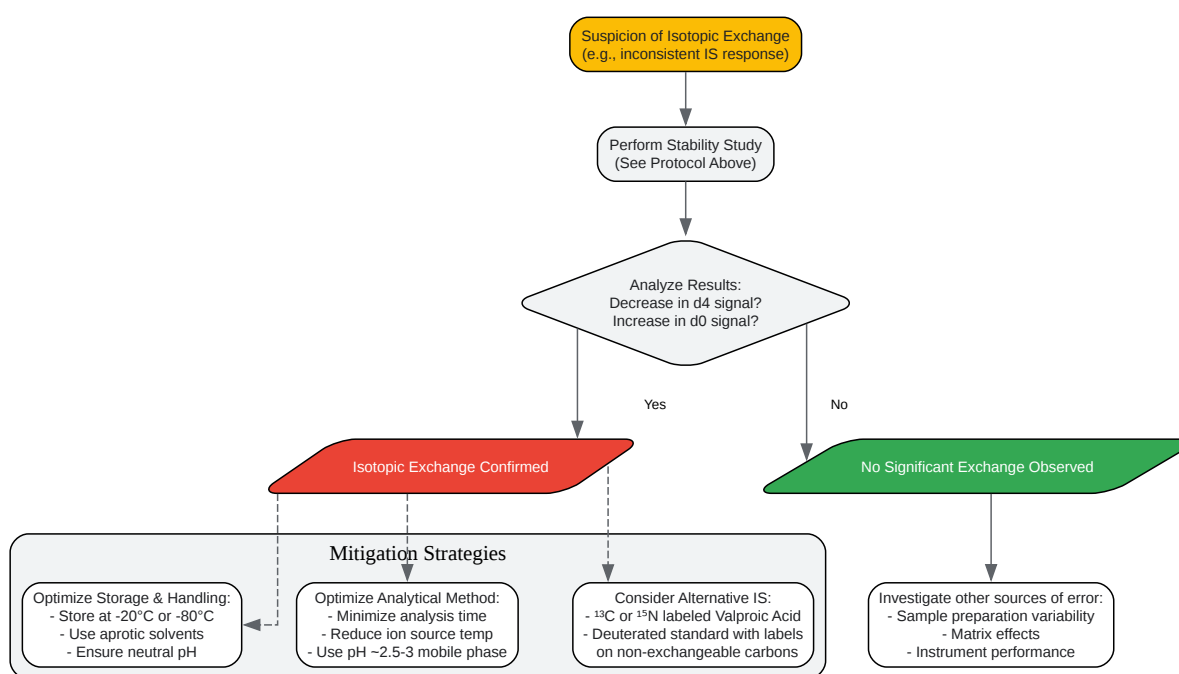 Suspicion of Isotopic Exchange
(e.g., inconsistent IS response)
Perform Stability Study
(See Protocol Above)
Analyze Results:
Decrease in d4 signal?
Increase in d0 signal?
Yes
No
Isotopic Exchange Confirmed
No Significant Exchange Observed
Mitigation Strategies
Optimize Storage & Handling:
- Store at -20°C or -80°C
- Use aprotic solvents
- Ensure neutral pH
Optimize Analytical Method:
- Minimize analysis time
- Reduce ion source temp
- Use pH ~2.5-3 mobile phase
Consider Alternative IS:
- ¹³C or ¹⁵N labeled Valproic Acid
- Deuterated standard with labels
on non-exchangeable carbons
Investigate other sources of error:
- Sample preparation variability
- Matrix effects
- Instrument performance